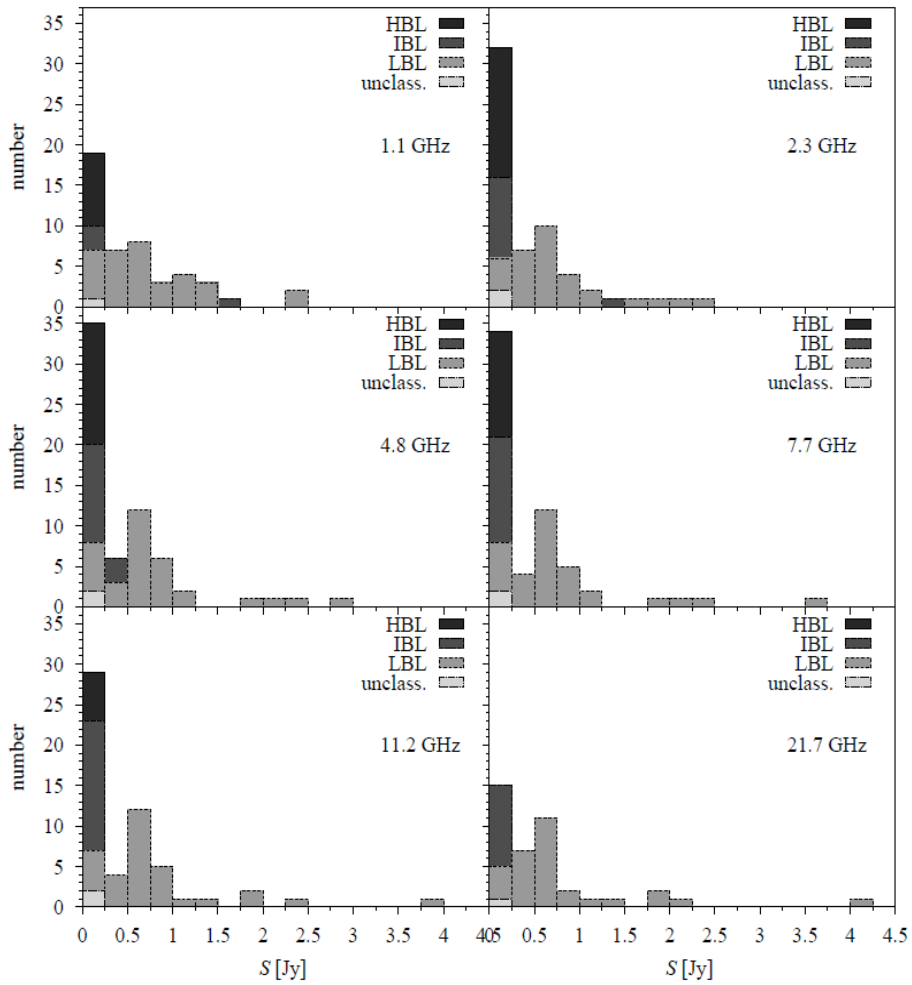 35
30
25
20
15
10
5
0
number
HBL
IBL
LBL
unclass.
1.1 GHz
HBL
IBL
LBL
unclass.
2.3 GHz
35
30
25
20
15
10
5
0
number
HBL
IBL
LBL
unclass.
4.8 GHz
HBL
IBL
LBL
unclass.
7.7 GHz
35
30
25
20
15
10
5
0
number
HBL
IBL
LBL
unclass.
11.2 GHz
HBL
IBL
LBL
unclass.
21.7 GHz
0 0.5 1 1.5 2 2.5 3 3.5 4 4.5 0.5 1 1.5 2 2.5 3 3.5 4 4.5
S [Jy] S [Jy]